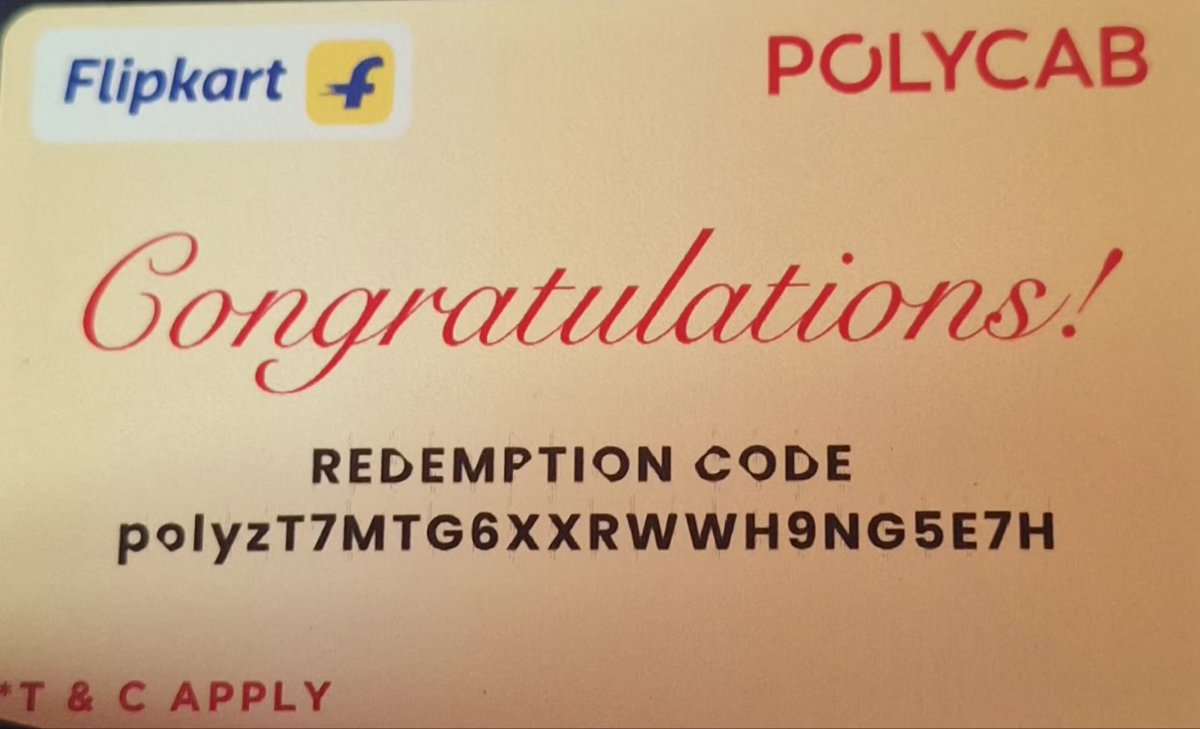 Flipkart
POLYCAB
Congratulations!
REDEMPTION CODE
polyzT7MTG6XXRWWH9NG5E7H
*T & C APPLY